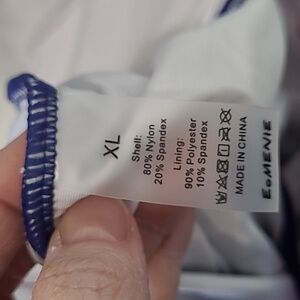 XL
Shell:
80% Nylon
20% Spandex
Lining:
90% Polyester
10% Spandex
MADE IN CHINA
EOMENIE